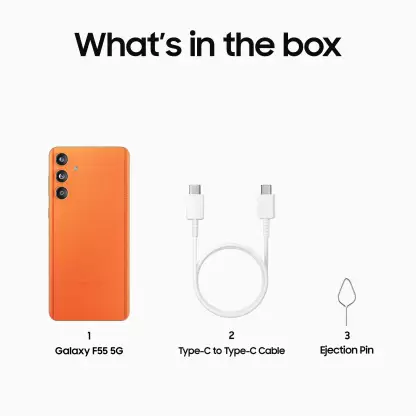 What's in the box
1
Galaxy F55 5G
2
Type-C to Type-C Cable
3
Ejection Pin